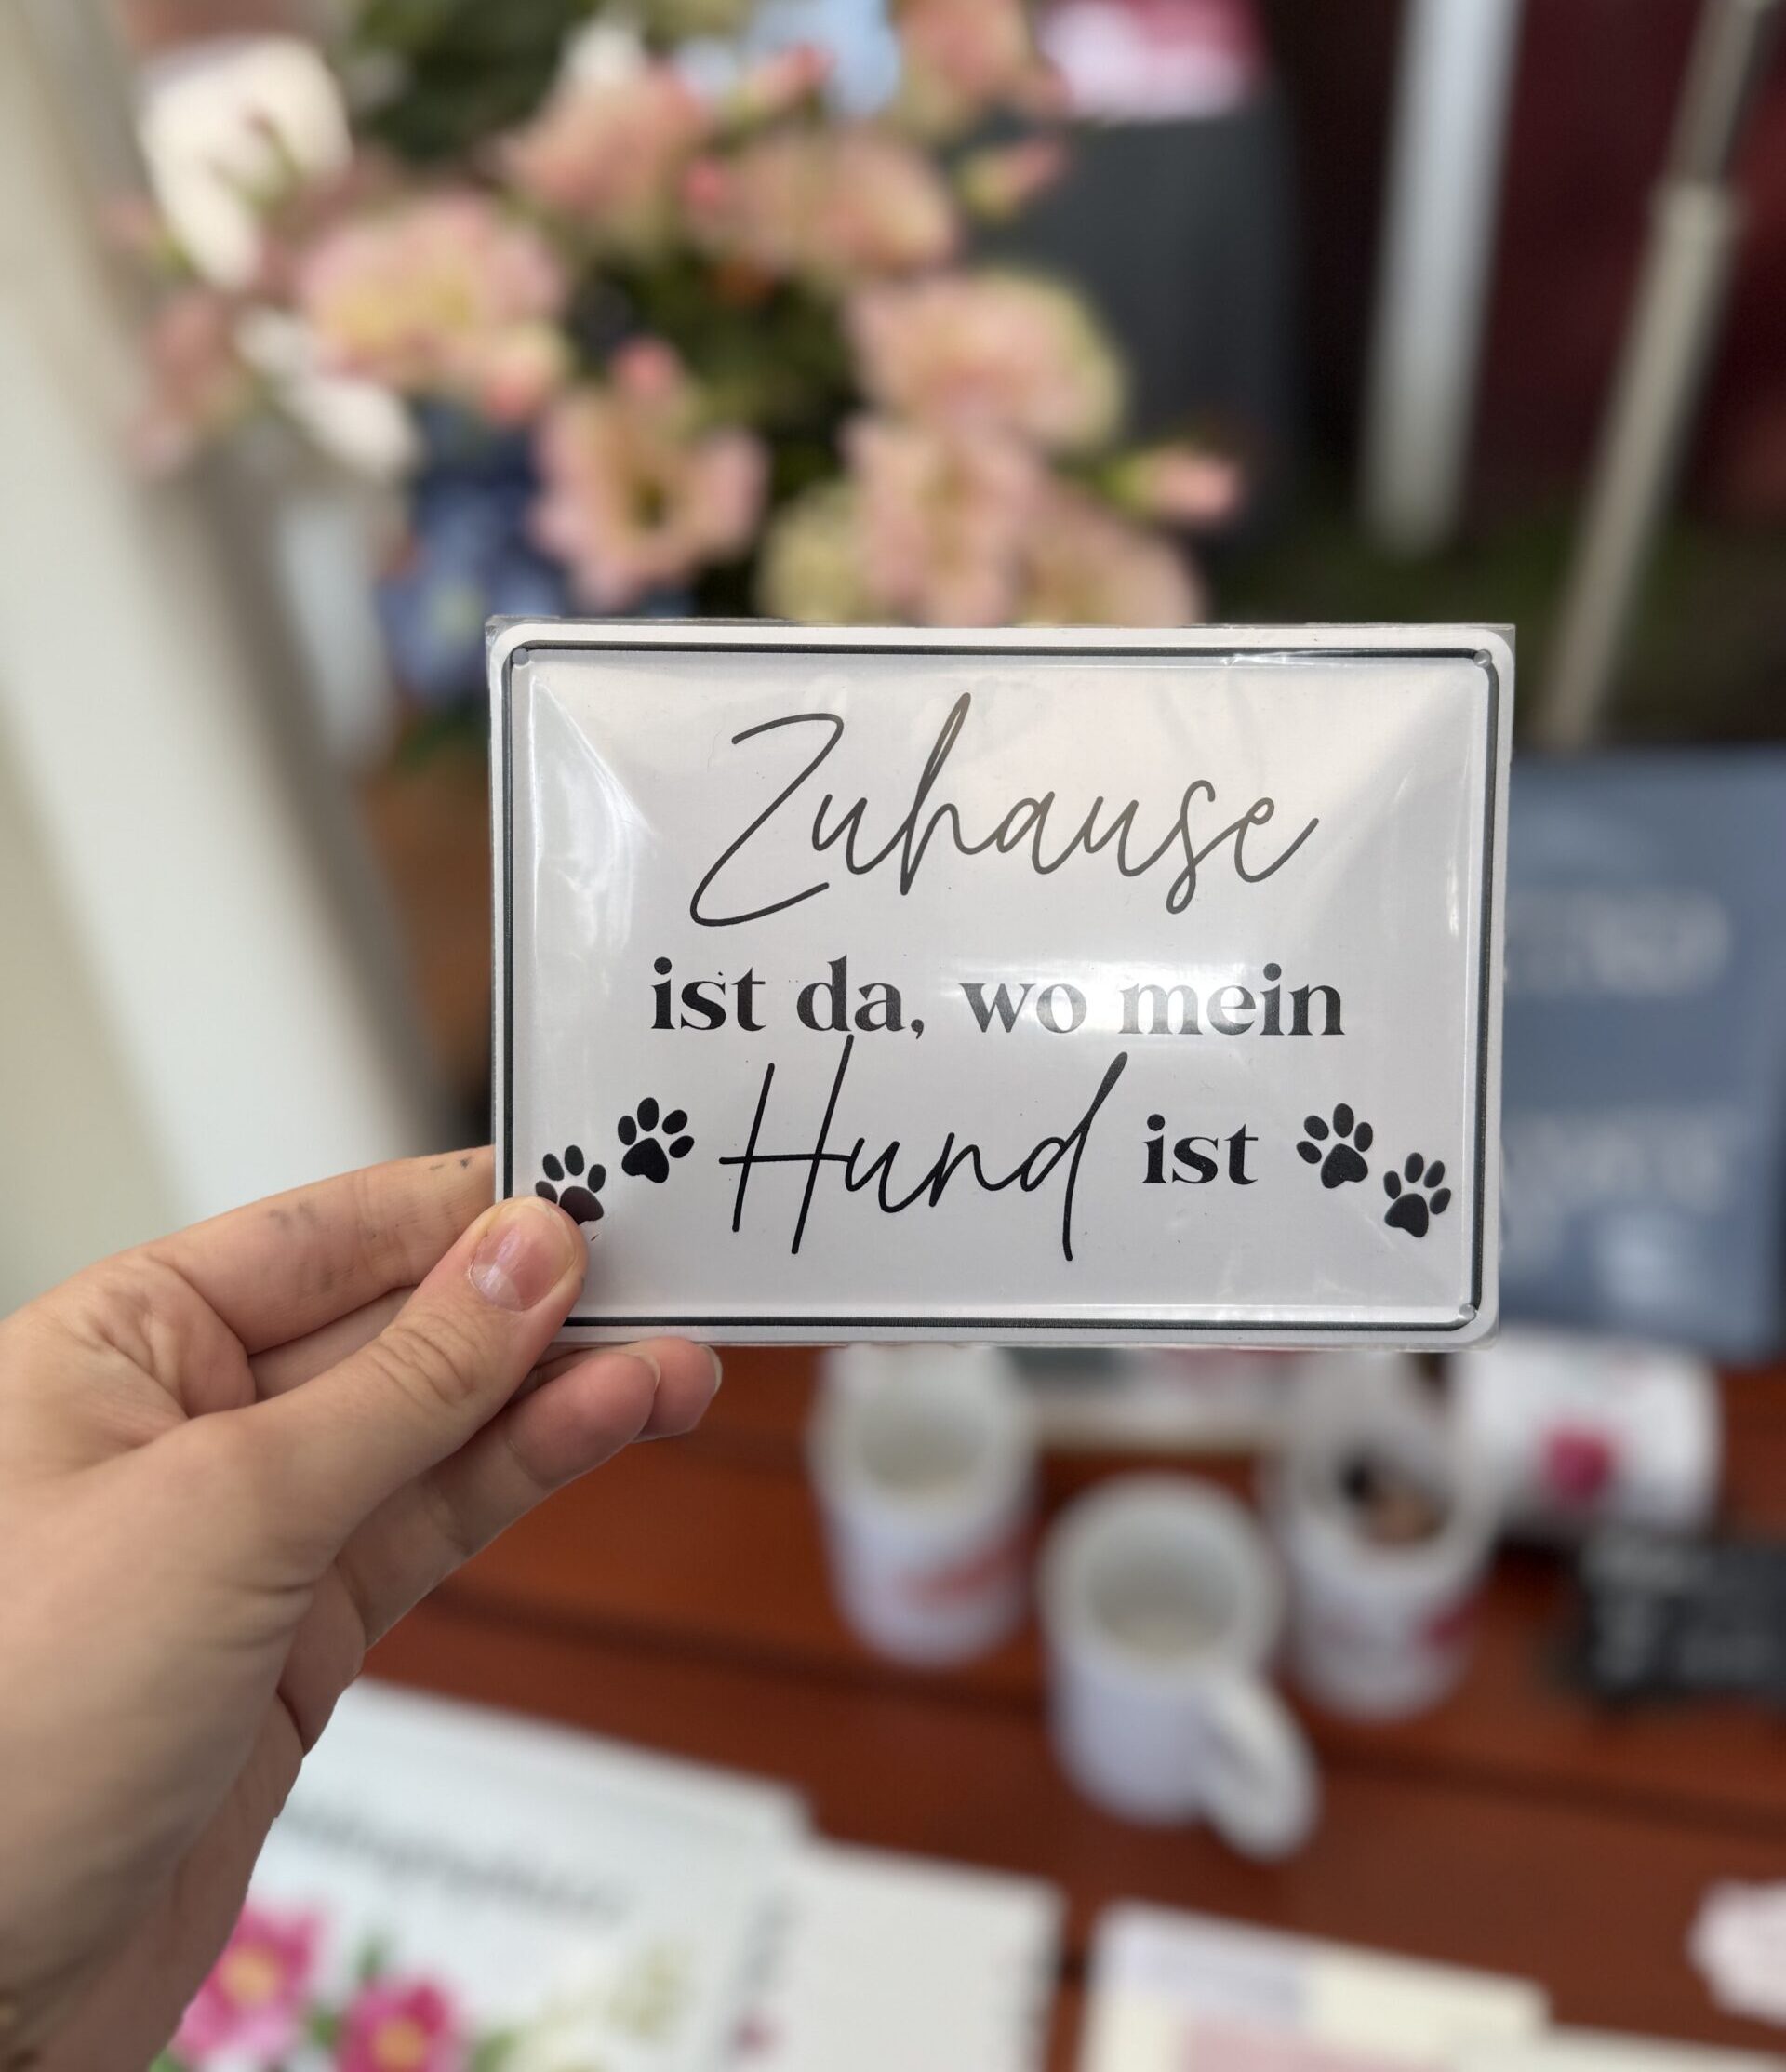 Zuhause
ist da, wo mein
Hund ist